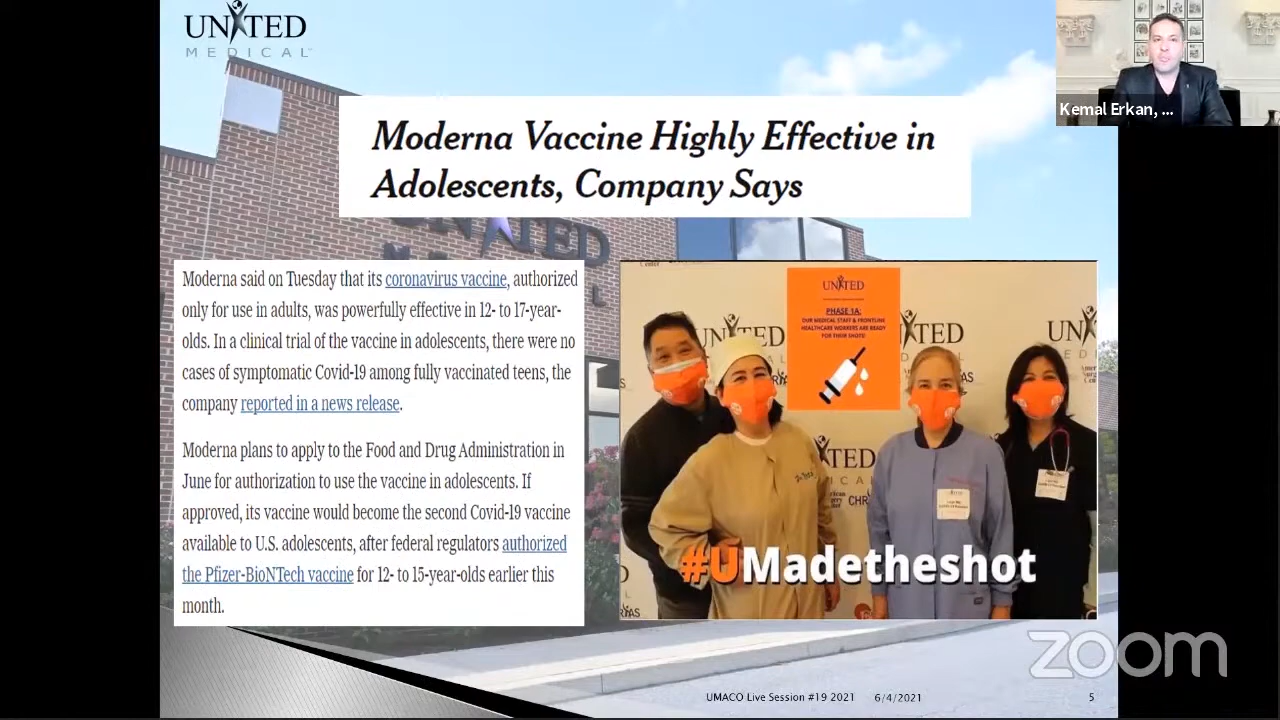 UNITED
MEDICAL
Kemal Erkan, ...
Moderna Vaccine Highly Effective in
Adolescents, Company Says
UNITED
Moderna said on Tuesday that its coronavirus vaccine, authorized
only for use in adults, was powerfully effective in 12- to 17-year-
olds. In a clinical trial of the vaccine in adolescents, there were no
cases of symptomatic Covid-19 among fully vaccinated teens, the
company reported in a news release.
Moderna plans to apply to the Food and Drug Administration in
June for authorization to use the vaccine in adolescents. If
approved, its vaccine would become the second Covid-19 vaccine
available to U.S. adolescents, after federal regulators authorized
the Pfizer-BioNTech vaccine for 12- to 15-year-olds earlier this
month.
UNITED
PHASE 1A:
OUR MEDICAL STAFF & FRONTLINE
HEALTHCARE WORKERS ARE READY
FOR THEIR SHOTS!
#UMadetheshot
zoom
UMACO Live Session #19 2021 6/4/2021 5